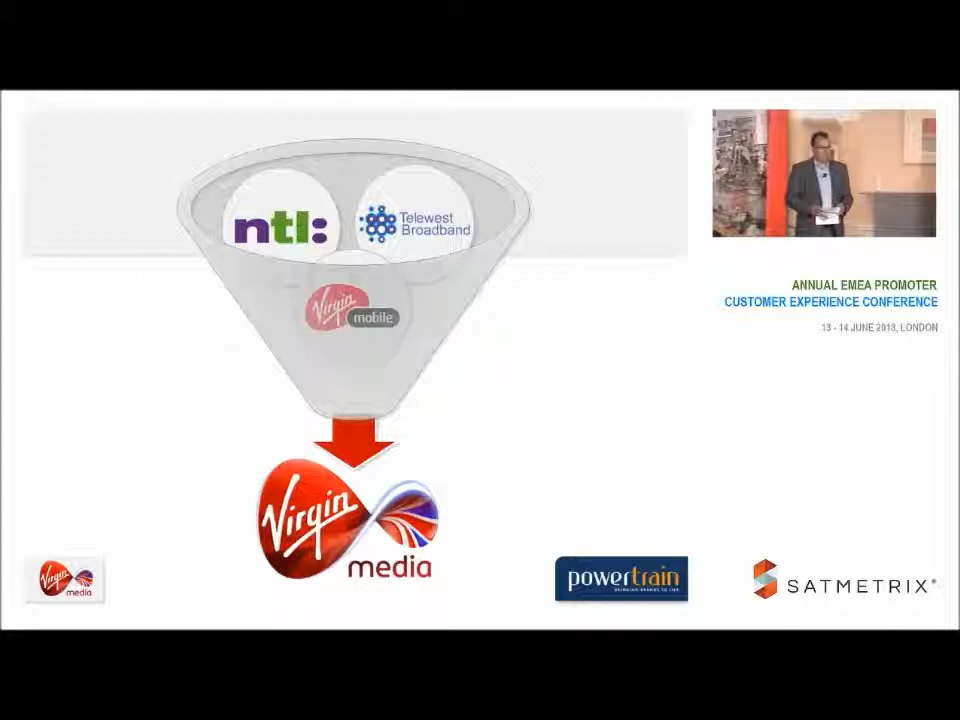 ntl:
Telewest
Broadband
Virgin
mobile
Virgin
media
ANNUAL EMEA PROMOTER
CUSTOMER EXPERIENCE CONFERENCE
13 - 14 JUNE 2013, LONDON
Virgin
media
powertrain
SATMETRIX®